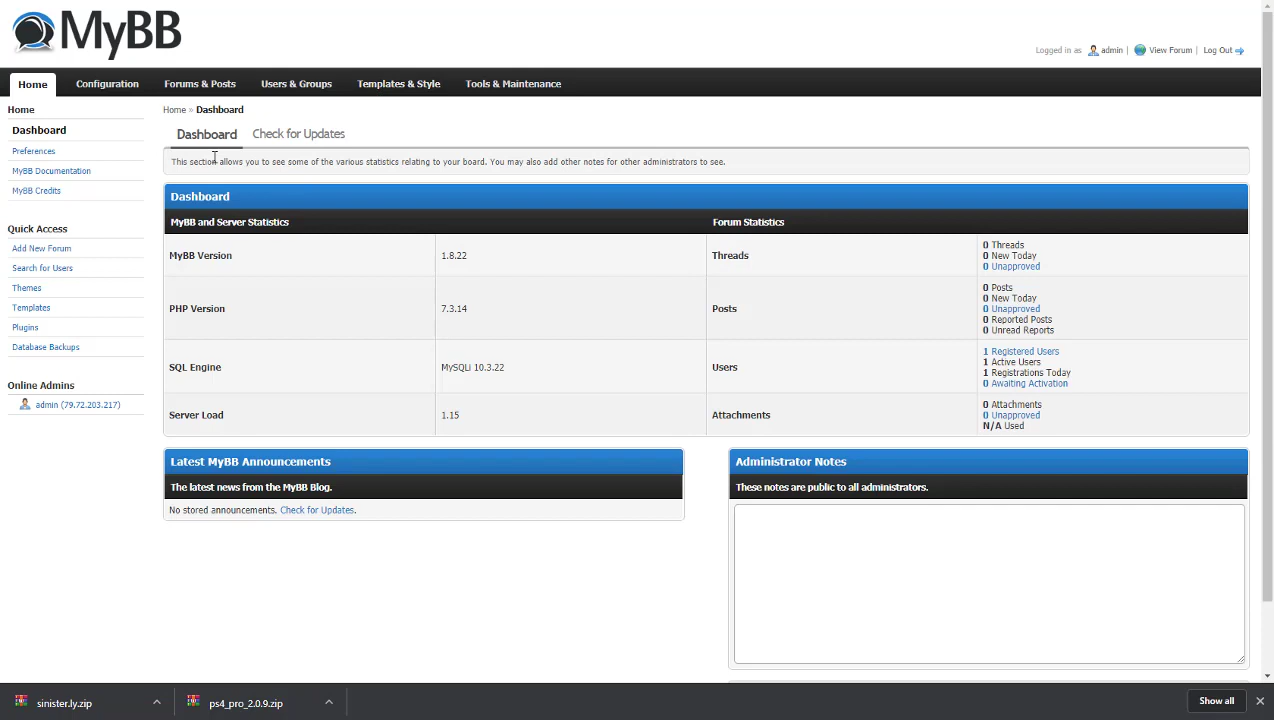 MyBB
Logged in as admin | View Forum | Log Out
Home Configuration Forums & Posts Users & Groups Templates & Style Tools & Maintenance
Home
Dashboard
Preferences
MyBB Documentation
MyBB Credits
Quick Access
Add New Forum
Search for Users
Themes
Templates
Plugins
Database Backups
Online Admins
admin (79.72.203.217)
Home » Dashboard
Dashboard Check for Updates
This section allows you to see some of the various statistics relating to your board. You may also add other notes for other administrators to see.
Dashboard
MyBB and Server Statistics Forum Statistics
MyBB Version 1.8.22 Threads
0 Threads
0 New Today
0 Unapproved
PHP Version 7.3.14 Posts
0 Posts
0 New Today
0 Unapproved
0 Reported Posts
0 Unread Reports
SQL Engine MySQLi 10.3.22 Users
1 Registered Users
1 Active Users
1 Registrations Today
0 Awaiting Activation
Server Load 1.15 Attachments
0 Attachments
0 Unapproved
N/A Used
Latest MyBB Announcements
The latest news from the MyBB Blog.
No stored announcements. Check for Updates.
Administrator Notes
These notes are public to all administrators.
sinister.ly.zip ps4_pro_2.0.9.zip Show all